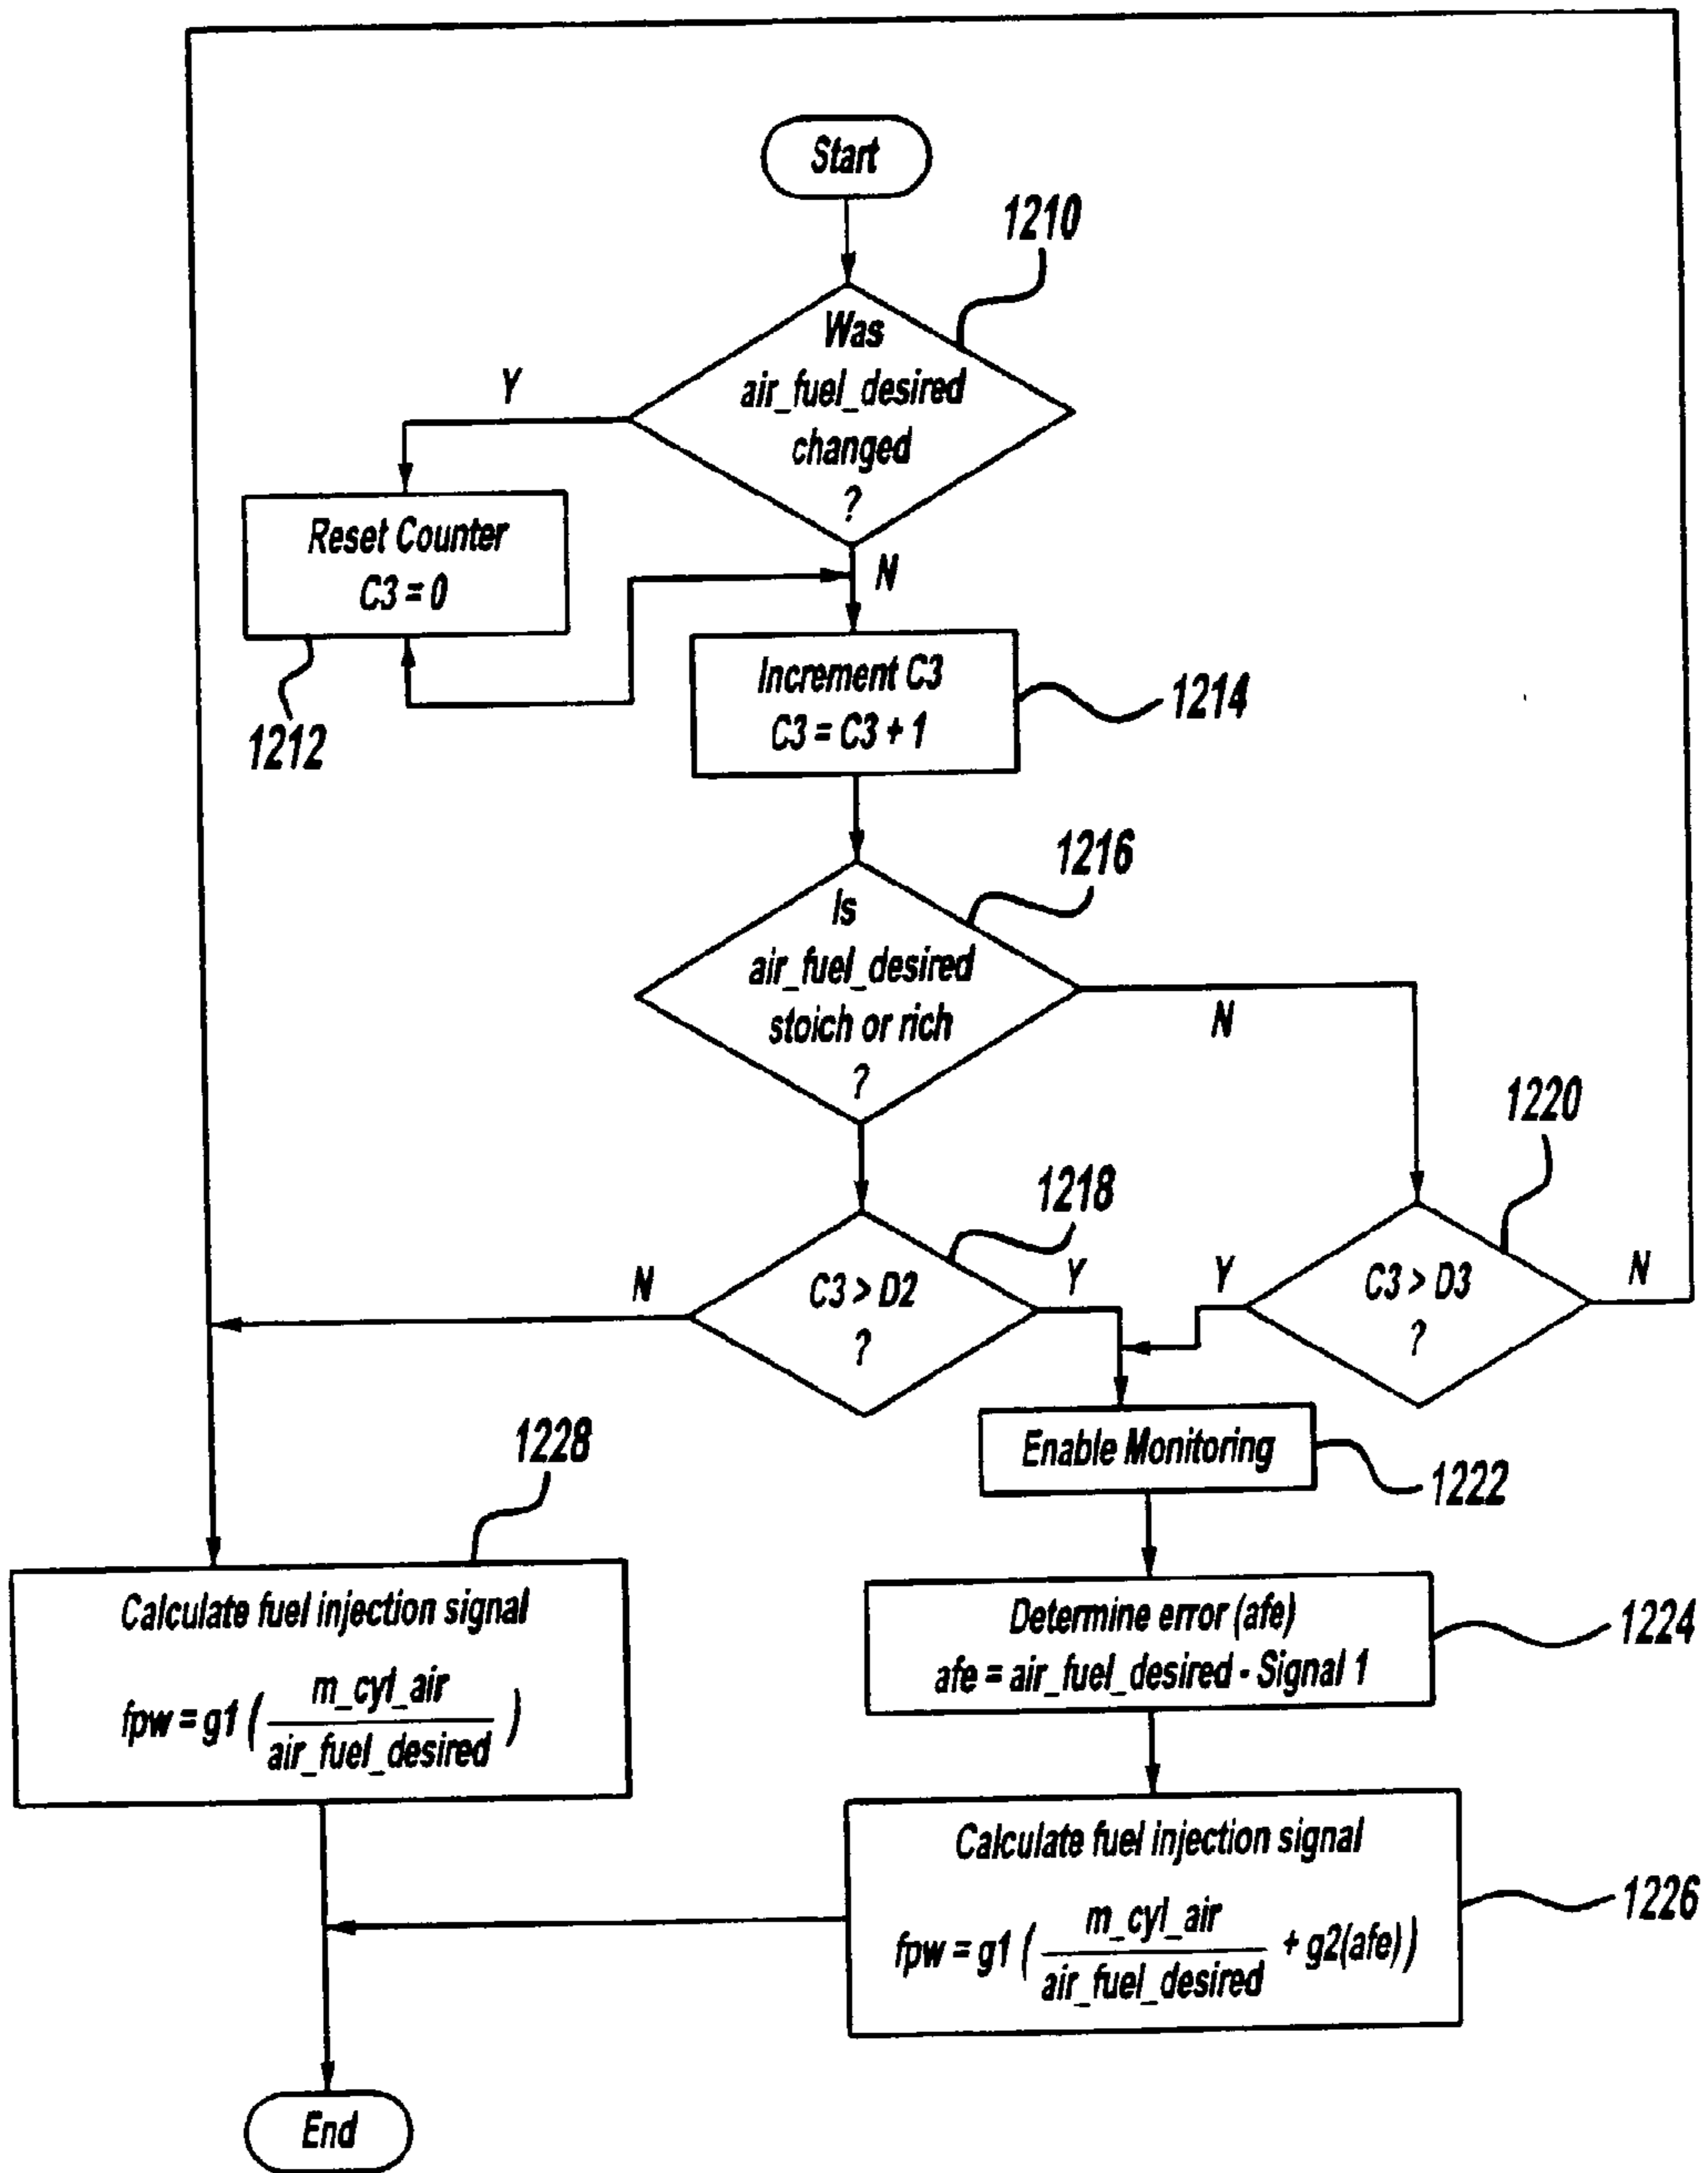 Start
1210
Was
air_fuel_desired
changed
?
Y
N
Reset Counter
C3 = 0
1212
Increment C3
C3 = C3 + 1
1214
1216
Is
air_fuel_desired
stoich or rich
?
N
1218
C3 > D2
?
N
Y
1220
C3 > D3
?
Y
N
Enable Monitoring
1222
Determine error (afe)
afe = air_fuel_desired - Signal 1
1224
1228
Calculate fuel injection signal
fpw = g1 ( m_cyl_air
air_fuel_desired )
Calculate fuel injection signal
fpw = g1 ( m_cyl_air
air_fuel_desired + g2(afe) )
1226
End